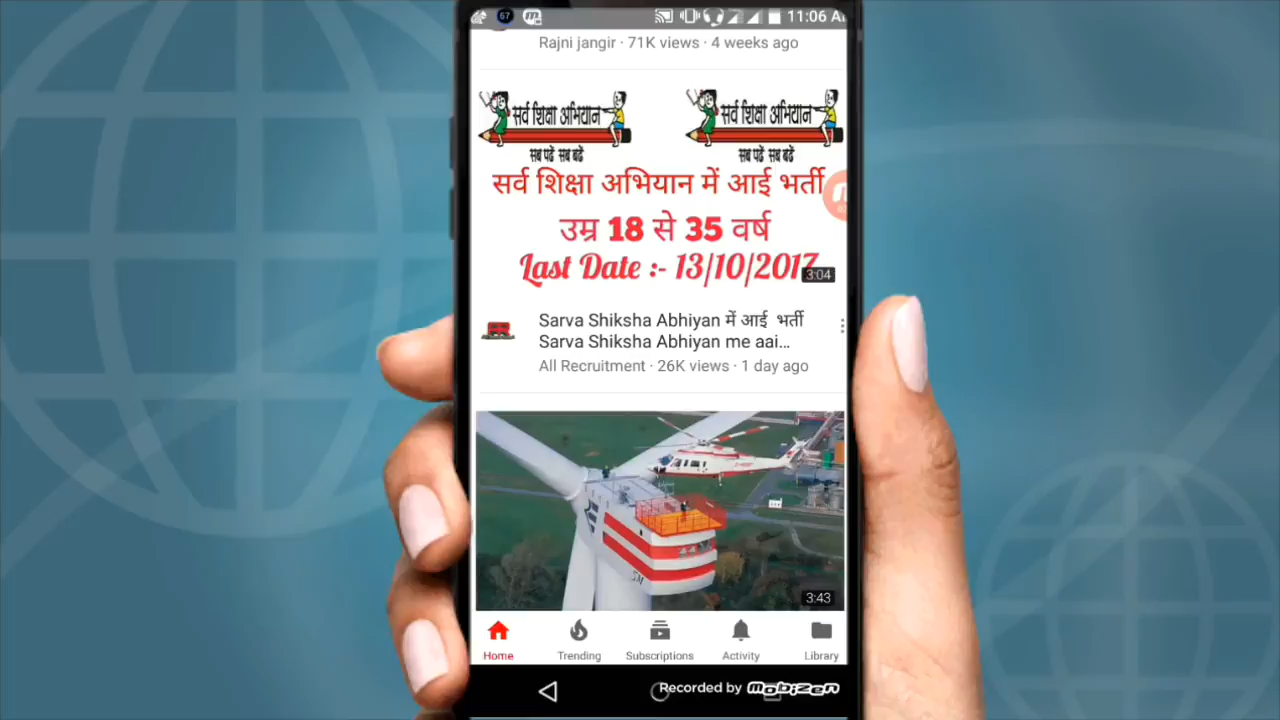 67
11:06 A
Rajni jangir · 71K views · 4 weeks ago
सर्व शिक्षा अभियान
सब पढें सब बढें
सर्व शिक्षा अभियान
सब पढें सब बढें
सर्व शिक्षा अभियान में आई भर्ती
उम्र 18 से 35 वर्ष
Last Date :- 13/10/2017
3:04
Sarva Shiksha Abhiyan में आई भर्ती
Sarva Shiksha Abhiyan me aai...
All Recruitment · 26K views · 1 day ago
3:43
Home
Trending
Subscriptions
Activity
Library
Recorded by Mobizen